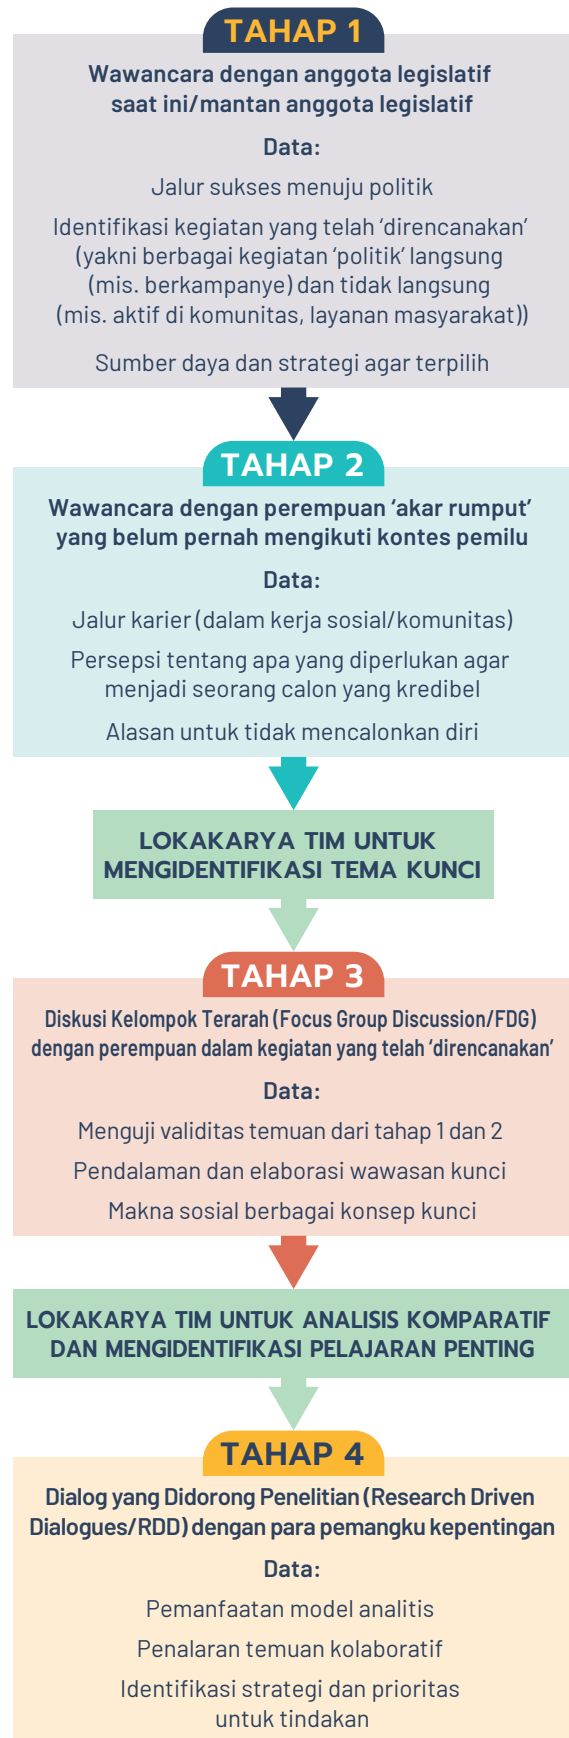 TAHAP 1
Wawancara dengan anggota legislatif
saat ini/mantan anggota legislatif
Data:
Jalur sukses menuju politik
Identifikasi kegiatan yang telah ‘direncanakan’
(yakni berbagai kegiatan ‘politik’ langsung
(mis. berkampanye) dan tidak langsung
(mis. aktif di komunitas, layanan masyarakat))
Sumber daya dan strategi agar terpilih
TAHAP 2
Wawancara dengan perempuan ‘akar rumput’
yang belum pernah mengikuti kontes pemilu
Data:
Jalur karier (dalam kerja sosial/komunitas)
Persepsi tentang apa yang diperlukan agar
menjadi seorang calon yang kredibel
Alasan untuk tidak mencalonkan diri
LOKAKARYA TIM UNTUK
MENGIDENTIFIKASI TEMA KUNCI
TAHAP 3
Diskusi Kelompok Terarah (Focus Group Discussion/FDG)
dengan perempuan dalam kegiatan yang telah ‘direncanakan’
Data:
Menguji validitas temuan dari tahap 1 dan 2
Pendalaman dan elaborasi wawasan kunci
Makna sosial berbagai konsep kunci
LOKAKARYA TIM UNTUK ANALISIS KOMPARATIF
DAN MENGIDENTIFIKASI PELAJARAN PENTING
TAHAP 4
Dialog yang Didorong Penelitian (Research Driven
Dialogues/RDD) dengan para pemangku kepentingan
Data:
Pemanfaatan model analitis
Penalaran temuan kolaboratif
Identifikasi strategi dan prioritas
untuk tindakan